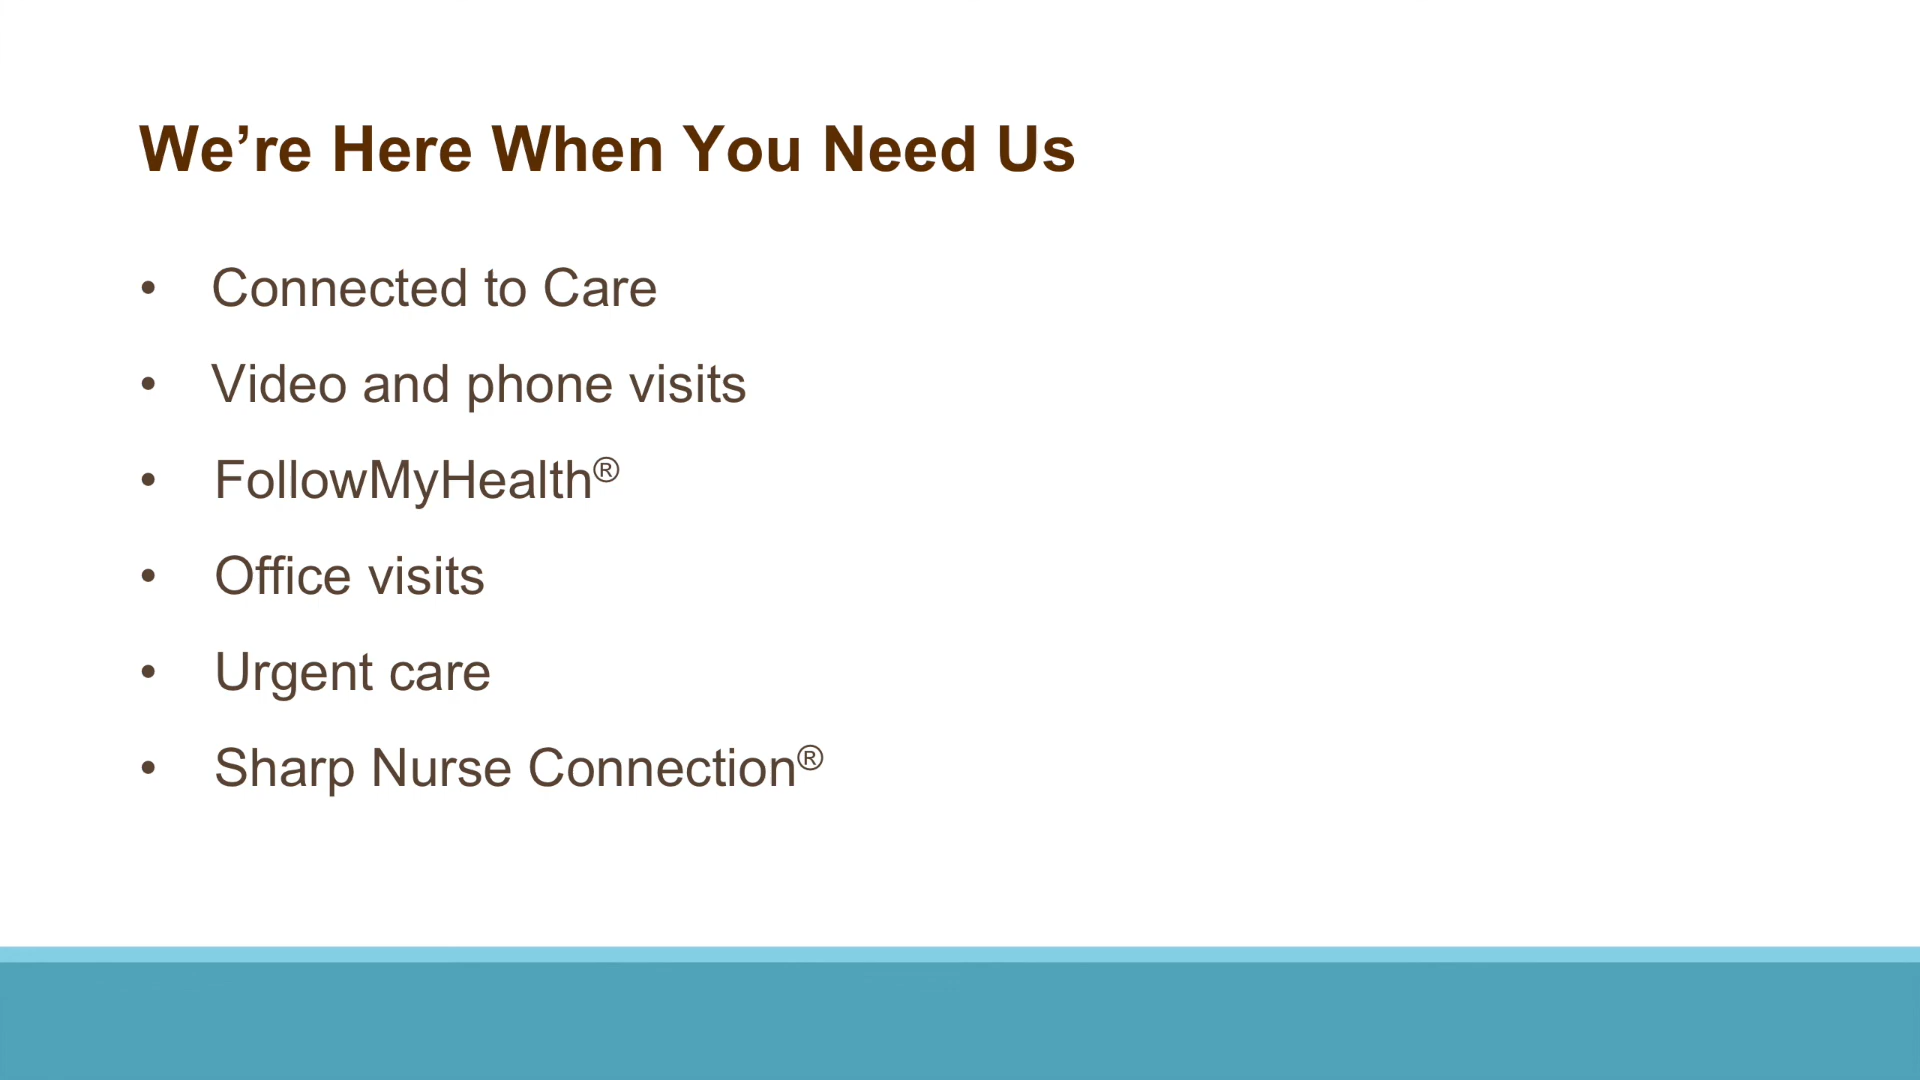 We’re Here When You Need Us
• Connected to Care
• Video and phone visits
• FollowMyHealth®
• Office visits
• Urgent care
• Sharp Nurse Connection®